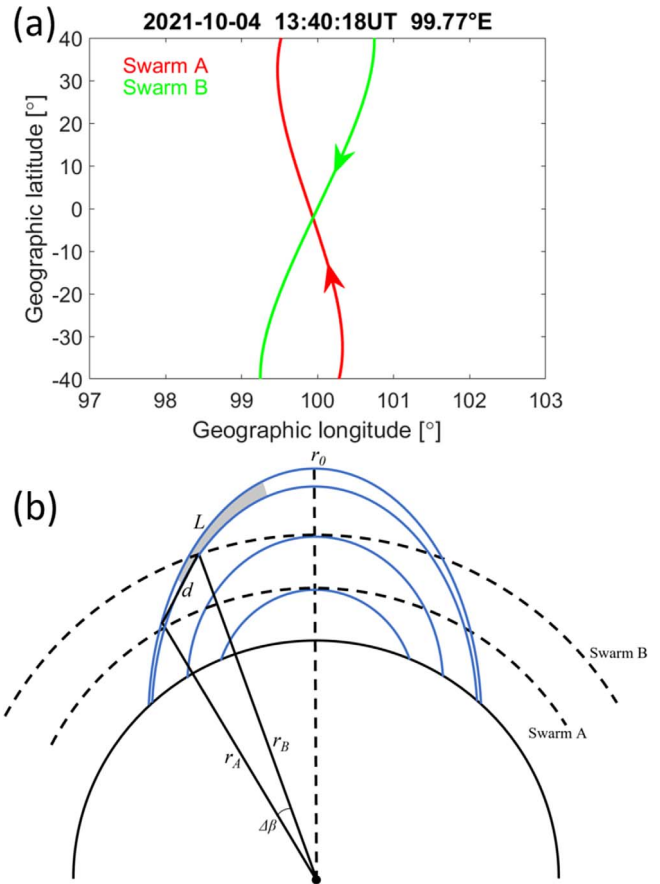 (a)
2021-10-04 13:40:18UT 99.77°E
Swarm A
Swarm B
Geographic latitude [°]
40
30
20
10
0
-10
-20
-30
-40
97 98 99 100 101 102 103
Geographic longitude [°]
(b)
r0
L
d
Swarm B
Swarm A
rA
rB
Δβ